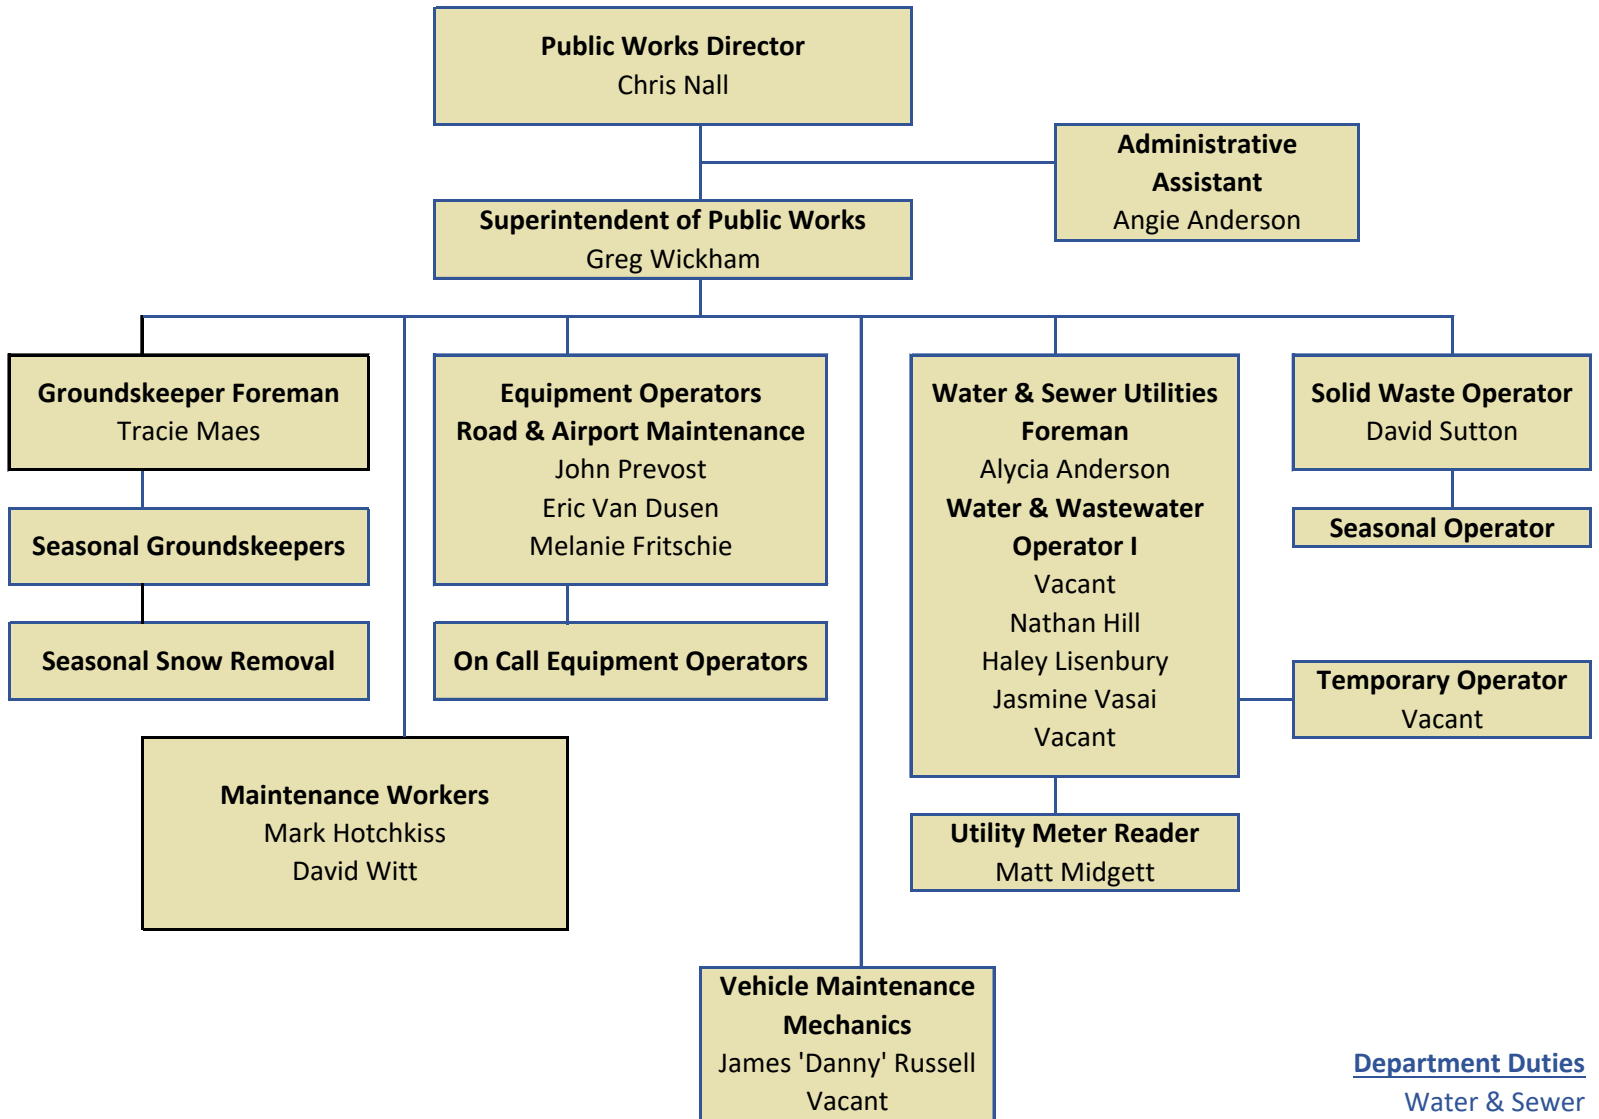 Public Works Director
Chris Nall
Administrative
Assistant
Angie Anderson
Superintendent of Public Works
Greg Wickham
Groundskeeper Foreman
Tracie Maes
Seasonal Groundskeepers
Seasonal Snow Removal
Equipment Operators
Road & Airport Maintenance
John Prevost
Eric Van Dusen
Melanie Fritschie
On Call Equipment Operators
Water & Sewer Utilities
Foreman
Alycia Anderson
Water & Wastewater
Operator I
Vacant
Nathan Hill
Haley Lisenbury
Jasmine Vasai
Vacant
Solid Waste Operator
David Sutton
Seasonal Operator
Temporary Operator
Vacant
Maintenance Workers
Mark Hotchkiss
David Witt
Utility Meter Reader
Matt Midgett
Vehicle Maintenance
Mechanics
James 'Danny' Russell
Vacant
Department Duties
Water & Sewer